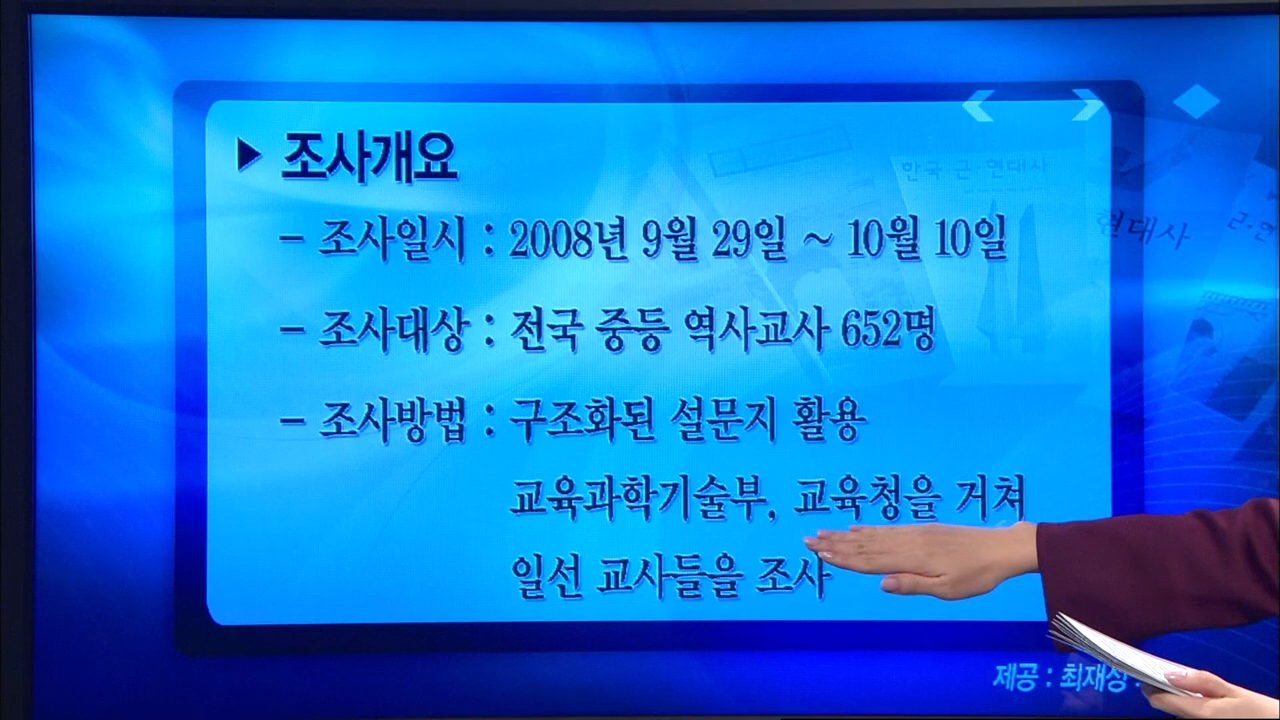 ▶ 조사개요
- 조사일시 : 2008년 9월 29일 ~ 10월 10일
- 조사대상 : 전국 중등 역사교사 652명
- 조사방법 : 구조화된 설문지 활용
교육과학기술부, 교육청을 거쳐
일선 교사들을 조사
한국 근·현대사
현대사
근·현
제공 : 최재성